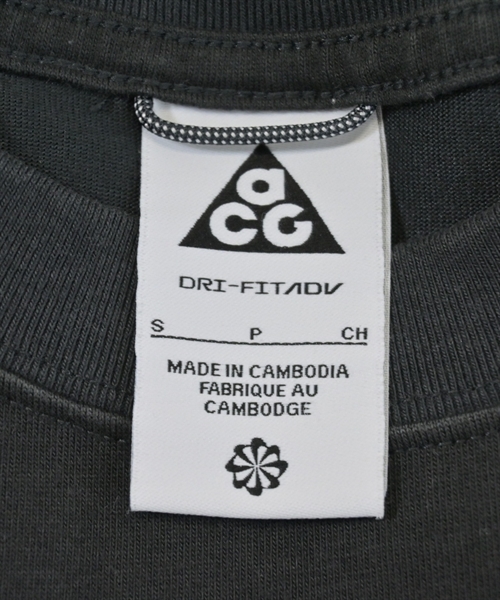 aCG
DRI-FITADV
S P CH
MADE IN CAMBODIA
FABRIQUE AU
CAMBODGE